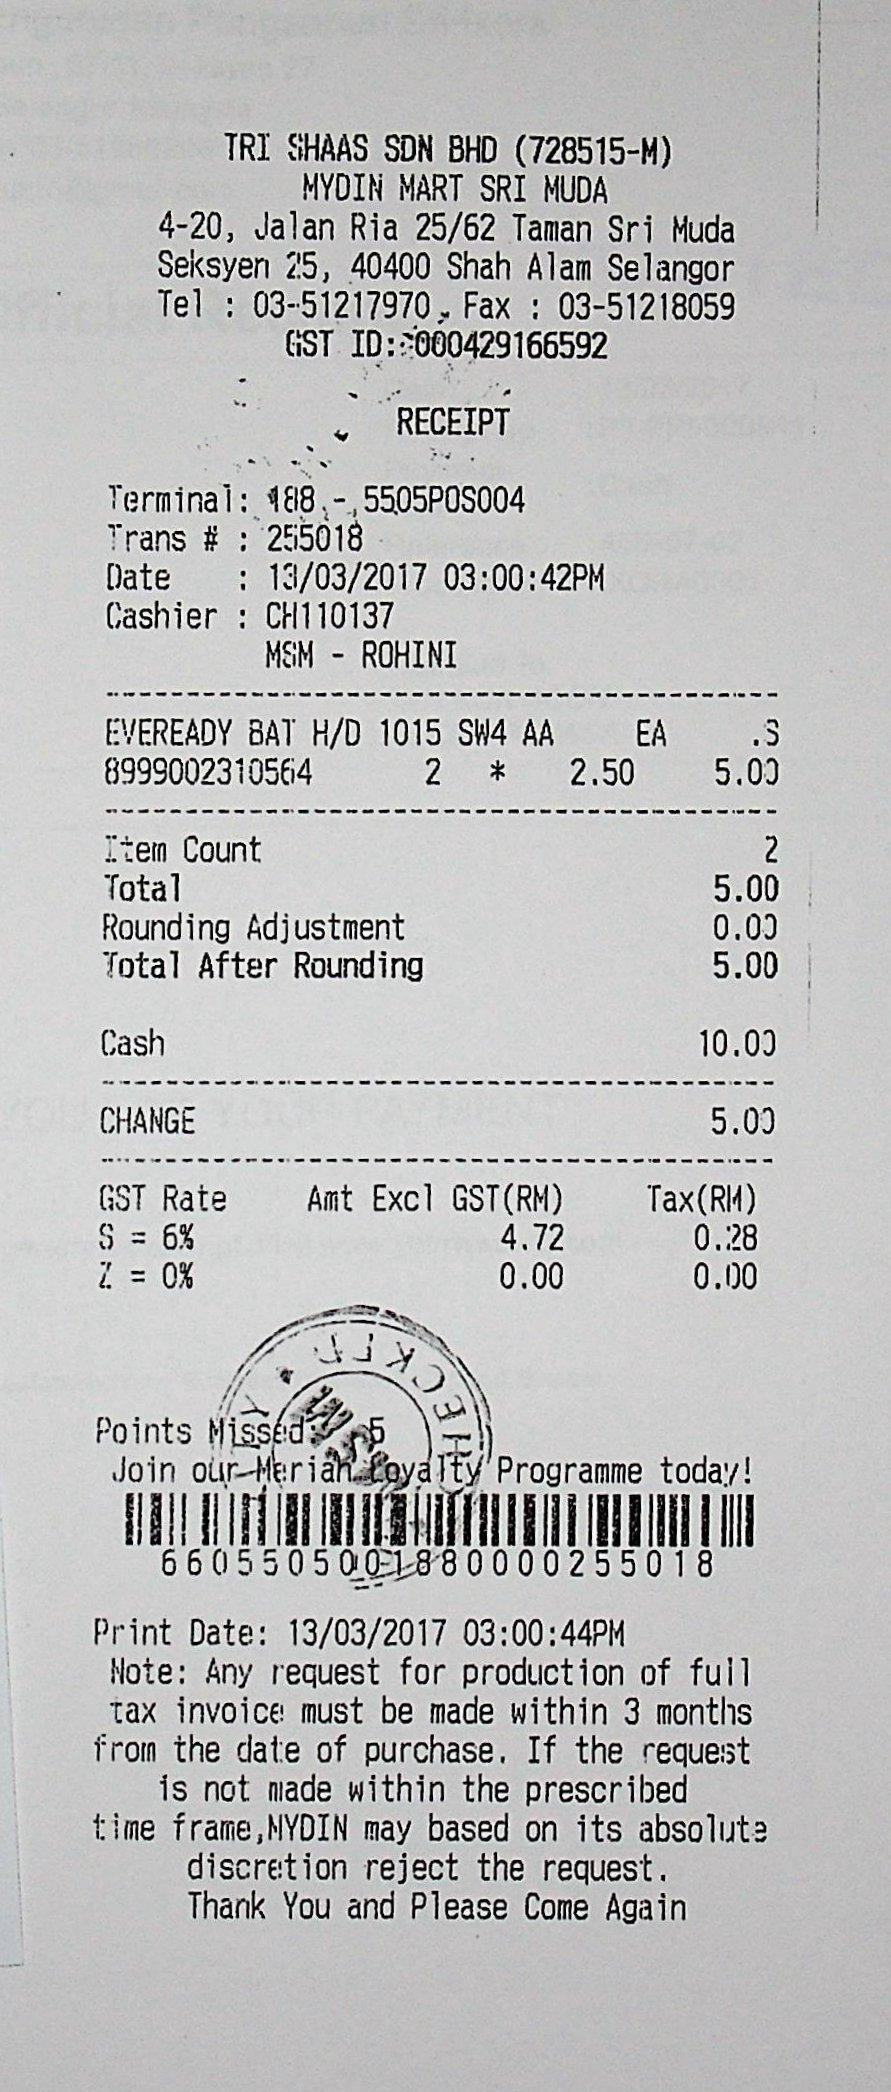 TRI SHAAS SDN BHD (728515-M)
MYDIN MART SRI MUDA
4-20, Jalan Ria 25/62 Taman Sri Muda
Seksyen 25, 40400 Shah Alam Selangor
Tel : 03-51217970, Fax : 03-51218059
GST ID: 000429166592
RECEIPT
Terminal: 188 - 5505POS004
Trans # : 255018
Date : 13/03/2017 03:00:42PM
Cashier : CH110137
MSM - ROHINI
EVEREADY BAT H/D 1015 SW4 AA EA .S
8999002310564 2 * 2.50 5.00
Item Count 2
Total 5.00
Rounding Adjustment 0.00
Total After Rounding 5.00
Cash 10.00
CHANGE 5.00
GST Rate Amt Excl GST(RM) Tax(RM)
S = 6% 4.72 0.28
Z = 0% 0.00 0.00
Points Missed: 5
Join our Meriah Loyalty Programme today!
6605505001880000255018
Print Date: 13/03/2017 03:00:44PM
Note: Any request for production of full
tax invoice must be made within 3 months
from the date of purchase. If the request
is not made within the prescribed
time frame,MYDIN may based on its absolute
discretion reject the request.
Thank You and Please Come Again